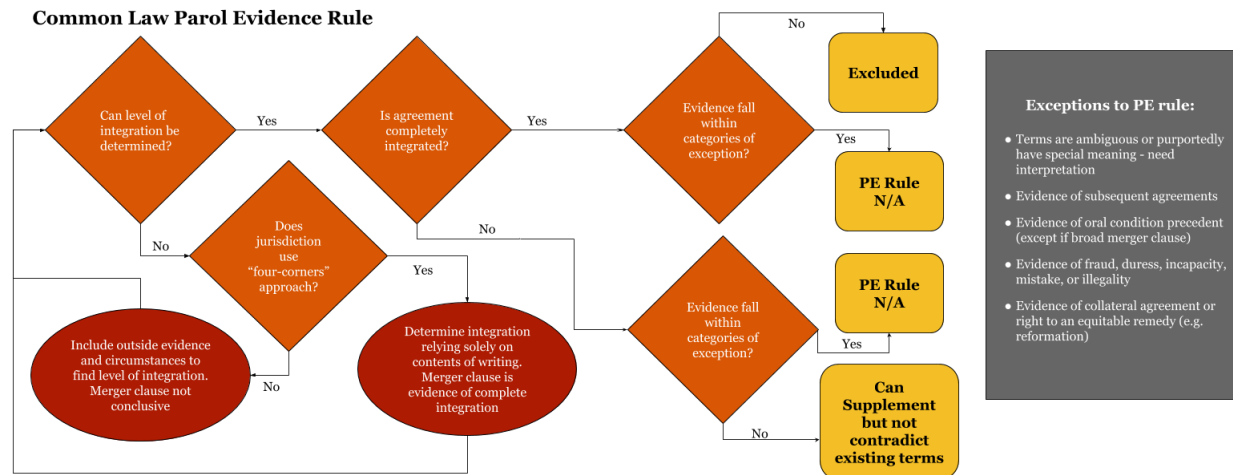 Common Law Parol Evidence Rule
Can level of
integration be
determined?
Yes
No
Is agreement
completely
integrated?
Yes
No
Evidence fall
within
categories of
exception?
No
Excluded
Yes
PE Rule
N/A
Does
jurisdiction
use
“four-corners”
approach?
Yes
No
Include outside evidence
and circumstances to
find level of integration.
Merger clause not
conclusive
Determine integration
relying solely on
contents of writing.
Merger clause is
evidence of complete
integration
Evidence fall
within
categories of
exception?
Yes
PE Rule
N/A
No
Can
Supplement
but not
contradict
existing terms
Exceptions to PE rule:
● Terms are ambiguous or purportedly
have special meaning - need
interpretation
● Evidence of subsequent agreements
● Evidence of oral condition precedent
(except if broad merger clause)
● Evidence of fraud, duress, incapacity,
mistake, or illegality
● Evidence of collateral agreement or
right to an equitable remedy (e.g.
reformation)